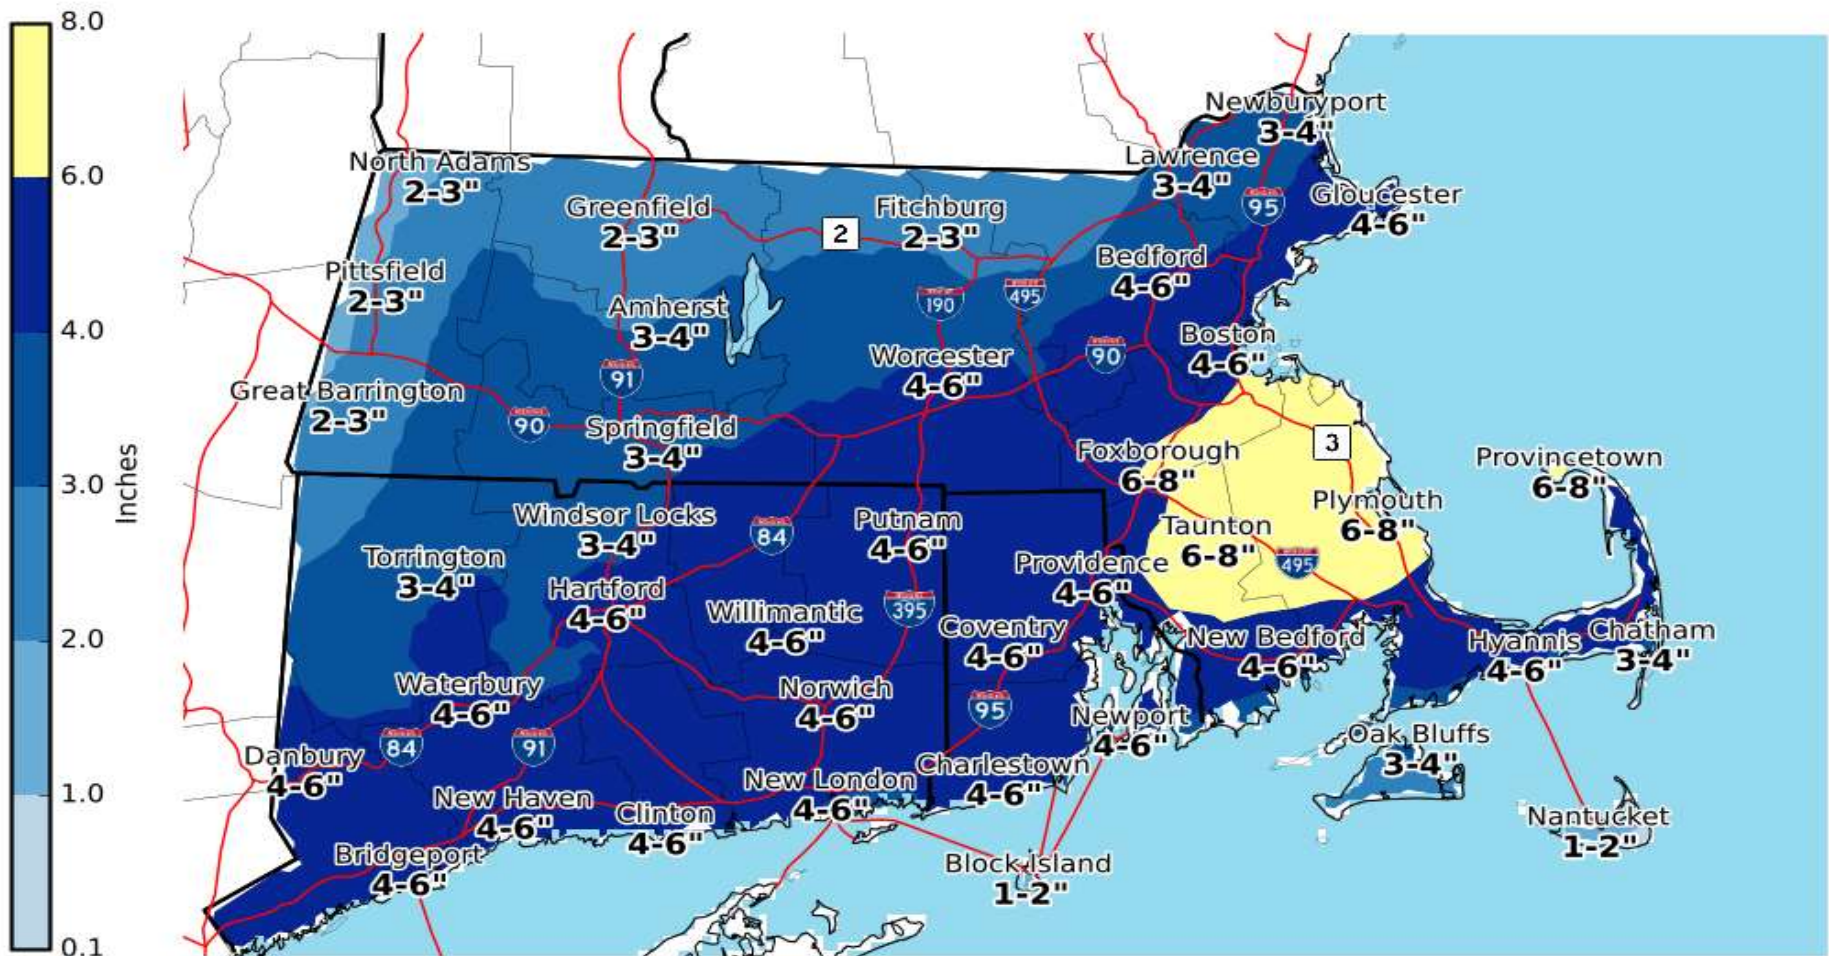 8.0
6.0
4.0
3.0
2.0
1.0
0.1
Inches
Newburyport
3-4"
North Adams
2-3"
Lawrence
3-4"
Gloucester
4-6"
95
Greenfield
2-3"
2
Fitchburg
2-3"
Pittsfield
2-3"
Bedford
4-6"
Amherst
3-4"
190
495
Boston
4-6"
Worcester
4-6"
90
91
Great Barrington
2-3"
90
Springfield
3-4"
3
Foxborough
6-8"
Provincetown
6-8"
Plymouth
6-8"
Windsor Locks
3-4"
84
Putnam
4-6"
Taunton
6-8"
495
Torrington
3-4"
Providence
4-6"
Hartford
4-6"
Willimantic
4-6"
395
Coventry
4-6"
New Bedford
4-6"
Hyannis
4-6"
Chatham
3-4"
Waterbury
4-6"
Norwich
4-6"
95
Newport
4-6"
Oak Bluffs
3-4"
84
91
Danbury
4-6"
New Haven
4-6"
Clinton
4-6"
New London
4-6"
Charlestown
4-6"
Nantucket
1-2"
Bridgeport
4-6"
Block Island
1-2"